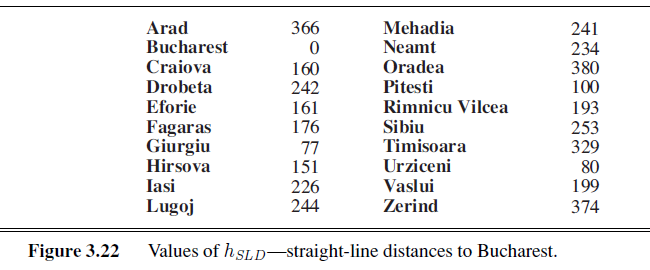 Arad 366 Mehadia 241
Bucharest 0 Neamt 234
Craiova 160 Oradea 380
Drobeta 242 Pitesti 100
Eforie 161 Rimnicu Vilcea 193
Fagaras 176 Sibiu 253
Giurgiu 77 Timisoara 329
Hirsova 151 Urziceni 80
Iasi 226 Vaslui 199
Lugoj 244 Zerind 374
Figure 3.22 Values of hSLD—straight-line distances to Bucharest.